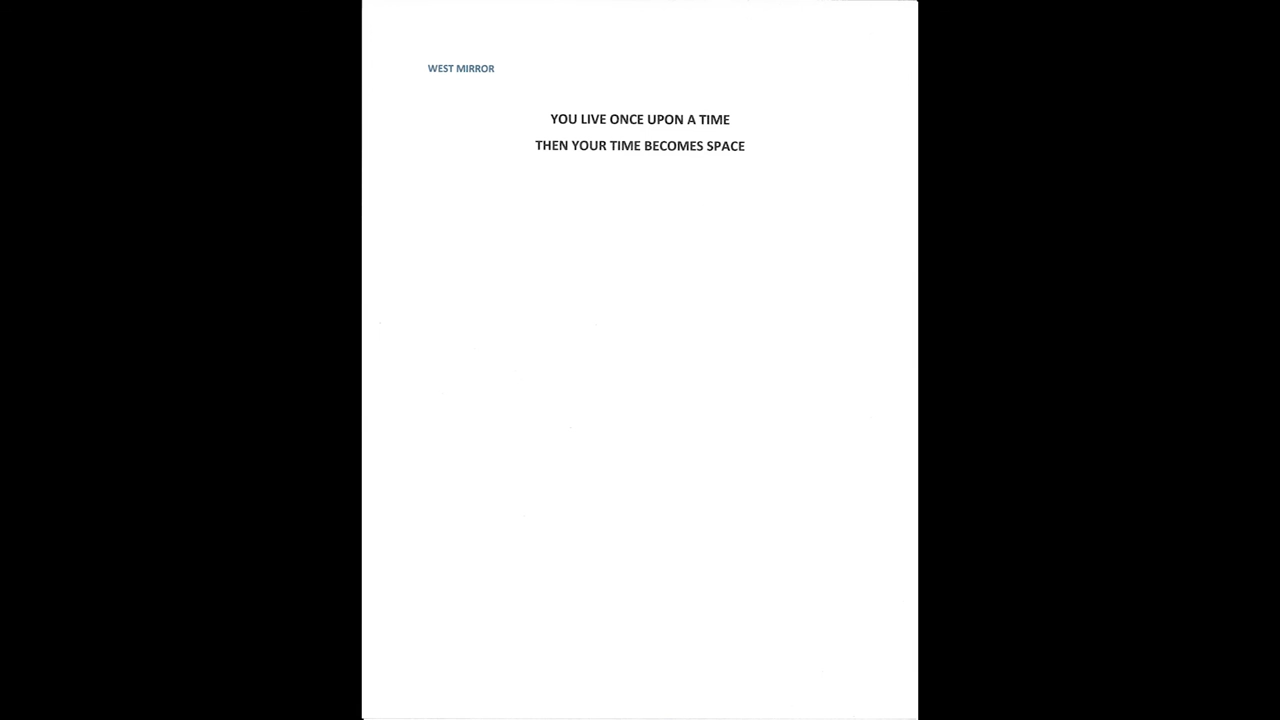 WEST MIRROR
YOU LIVE ONCE UPON A TIME
THEN YOUR TIME BECOMES SPACE